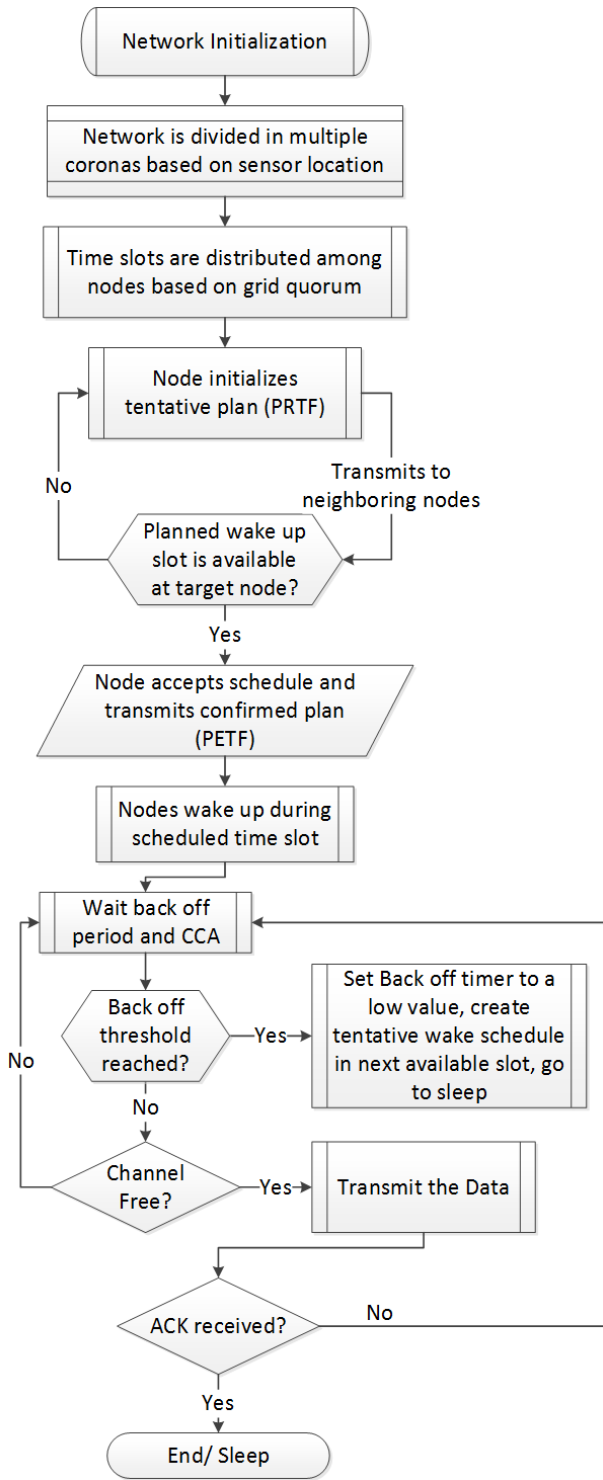 Network Initialization
Network is divided in multiple
coronas based on sensor location
Time slots are distributed among
nodes based on grid quorum
Node initializes
tentative plan (PRTF)
No
Transmits to
neighboring nodes
Planned wake up
slot is available
at target node?
Yes
Node accepts schedule and
transmits confirmed plan
(PETF)
Nodes wake up during
scheduled time slot
Wait back off
period and CCA
Back off
threshold
reached?
Yes
Set Back off timer to a
low value, create
tentative wake schedule
in next available slot, go
to sleep
No
No
Channel
Free?
Yes
Transmit the Data
ACK received?
No
Yes
End/ Sleep